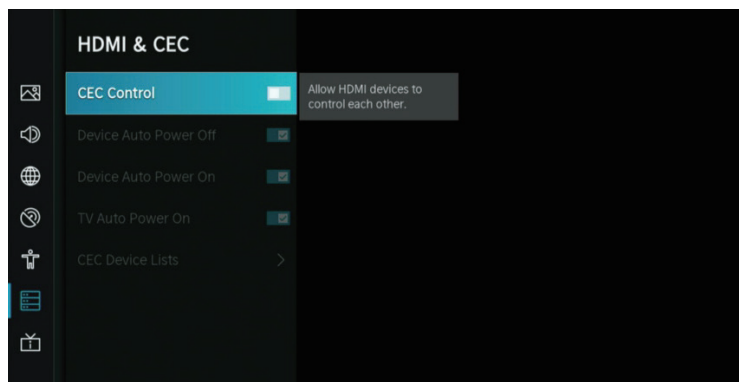 HDMI & CEC
CEC Control
Allow HDMI devices to
control each other.
Device Auto Power Off
Device Auto Power On
TV Auto Power On
CEC Device Lists